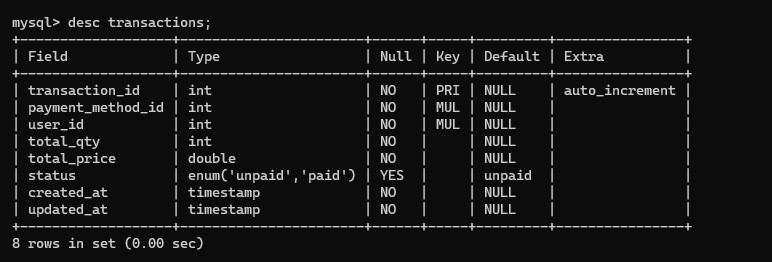 mysql> desc transactions;
+-------------------+-----------------------+------+-----+---------+----------------+
| Field             | Type                  | Null | Key | Default | Extra          |
+-------------------+-----------------------+------+-----+---------+----------------+
| transaction_id    | int                   | NO   | PRI | NULL    | auto_increment |
| payment_method_id | int                   | NO   | MUL | NULL    |                |
| user_id           | int                   | NO   | MUL | NULL    |                |
| total_qty         | int                   | NO   |     | NULL    |                |
| total_price       | double                | NO   |     | NULL    |                |
| status            | enum('unpaid','paid') | YES  |     | unpaid  |                |
| created_at        | timestamp             | NO   |     | NULL    |                |
| updated_at        | timestamp             | NO   |     | NULL    |                |
+-------------------+-----------------------+------+-----+---------+----------------+
8 rows in set (0.00 sec)